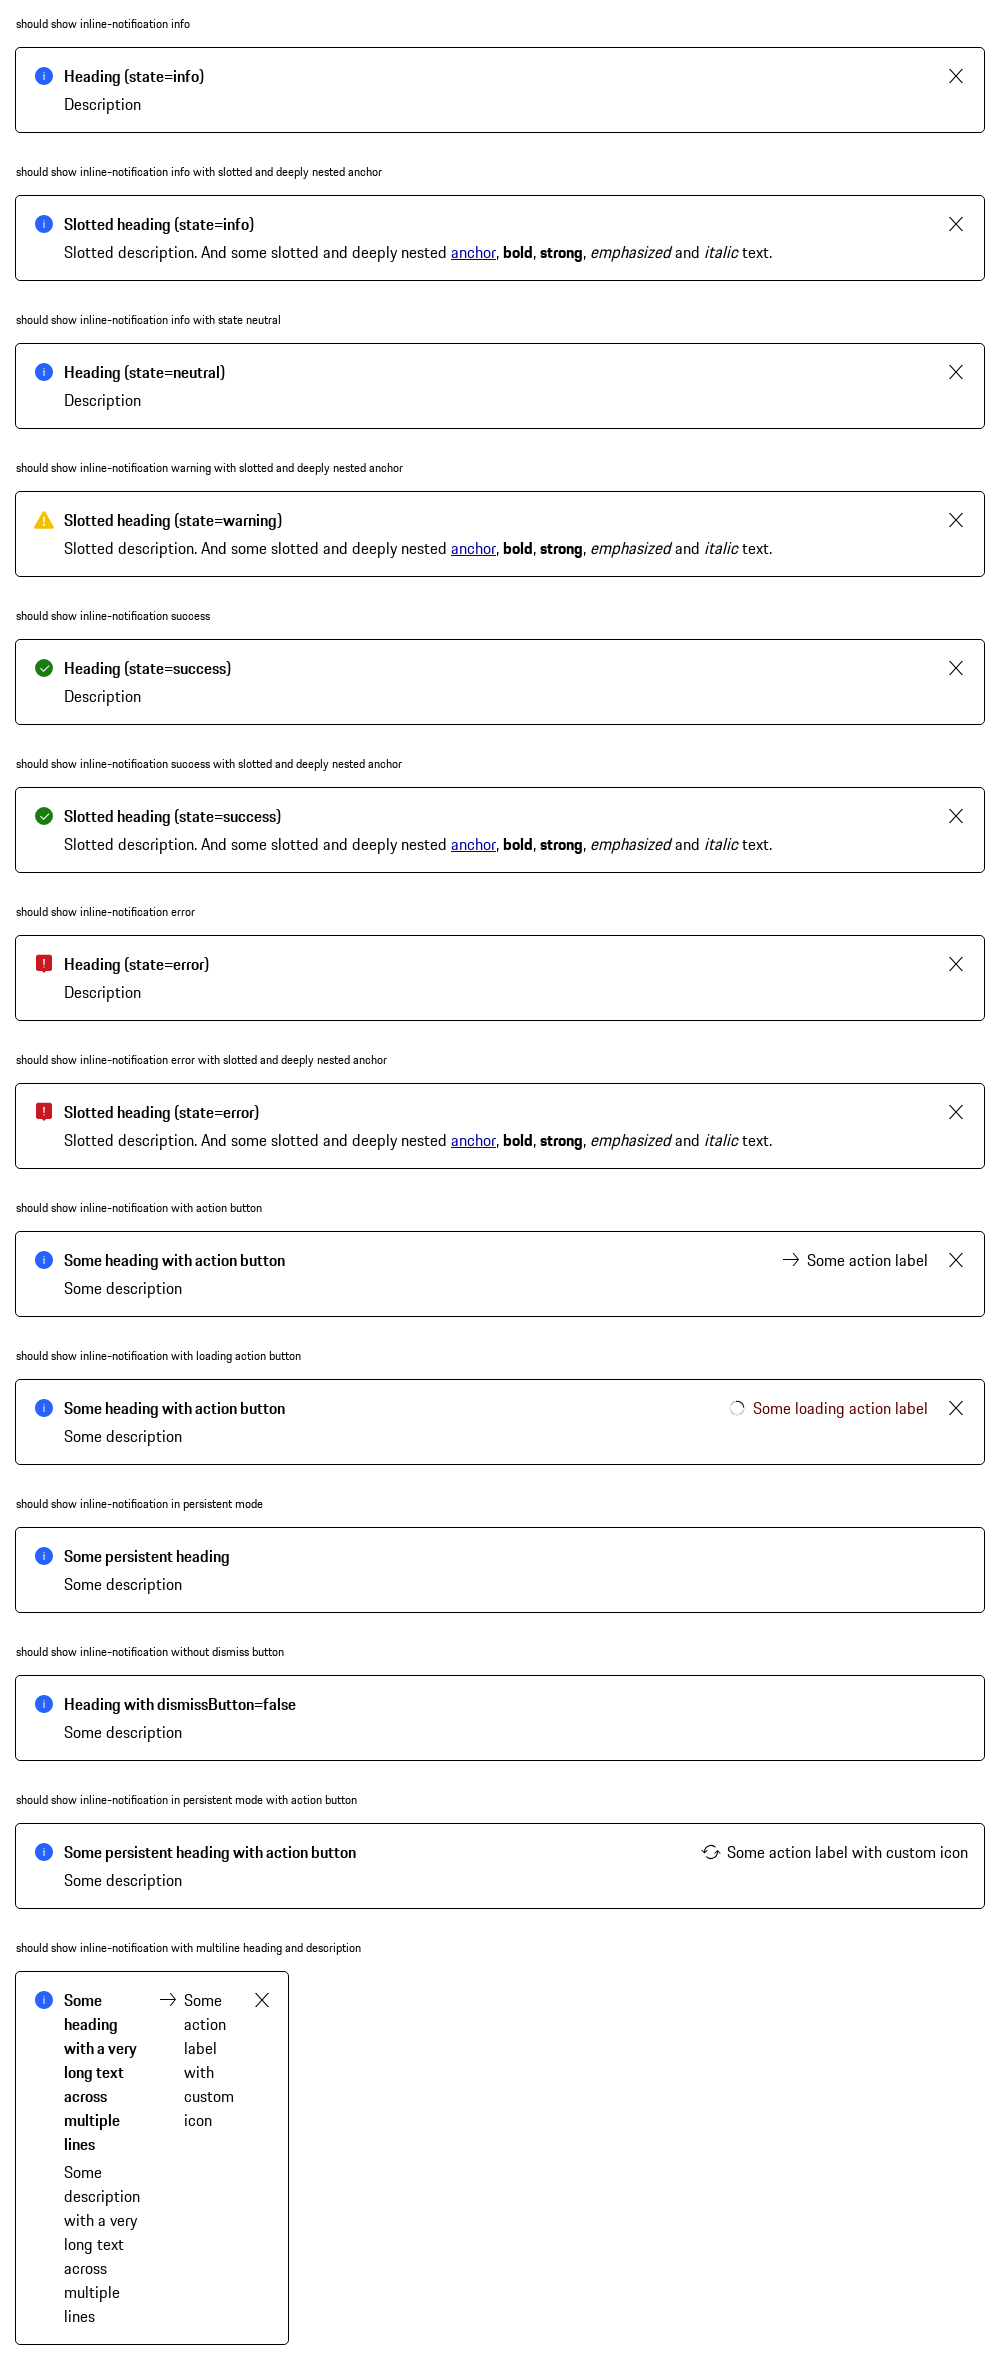 should show inline-notification info
Heading (state=info)
Description
should show inline-notification info with slotted and deeply nested anchor
Slotted heading (state=info)
Slotted description. And some slotted and deeply nested anchor, bold, strong, emphasized and italic text.
should show inline-notification info with state neutral
Heading (state=neutral)
Description
should show inline-notification warning with slotted and deeply nested anchor
Slotted heading (state=warning)
Slotted description. And some slotted and deeply nested anchor, bold, strong, emphasized and italic text.
should show inline-notification success
Heading (state=success)
Description
should show inline-notification success with slotted and deeply nested anchor
Slotted heading (state=success)
Slotted description. And some slotted and deeply nested anchor, bold, strong, emphasized and italic text.
should show inline-notification error
Heading (state=error)
Description
should show inline-notification error with slotted and deeply nested anchor
Slotted heading (state=error)
Slotted description. And some slotted and deeply nested anchor, bold, strong, emphasized and italic text.
should show inline-notification with action button
Some heading with action button
Some action label
Some description
should show inline-notification with loading action button
Some heading with action button
Some loading action label
Some description
should show inline-notification in persistent mode
Some persistent heading
Some description
should show inline-notification without dismiss button
Heading with dismissButton=false
Some description
should show inline-notification in persistent mode with action button
Some persistent heading with action button
Some action label with custom icon
Some description
should show inline-notification with multiline heading and description
Some
heading
with a very
long text
across
multiple
lines
Some
description
with a very
long text
across
multiple
lines
Some
action
label
with
custom
icon